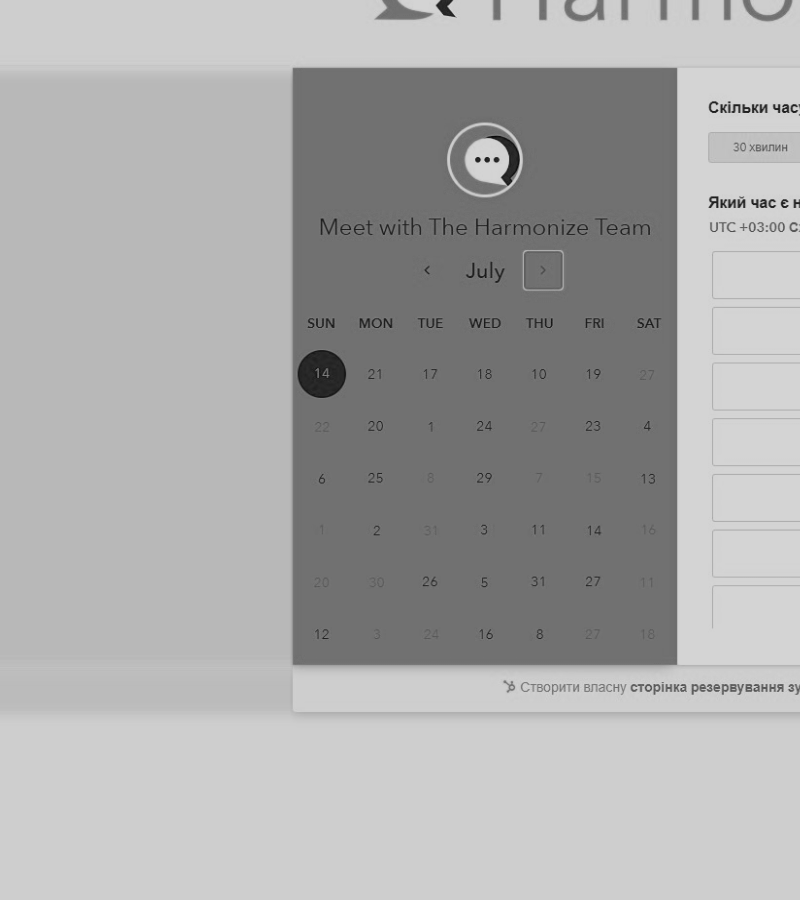 Harmo
Meet with The Harmonize Team
July
SUN MON TUE WED THU FRI SAT
14 21 17 18 10 19 27
22 20 1 24 27 23 4
6 25 8 29 7 15 13
1 2 31 3 11 14 16
20 30 26 5 31 27 11
12 3 24 16 8 27 18
Скільки часу
30 хвилин
Який час є н
UTC +03:00 С
Створити власну сторінка резервування зу